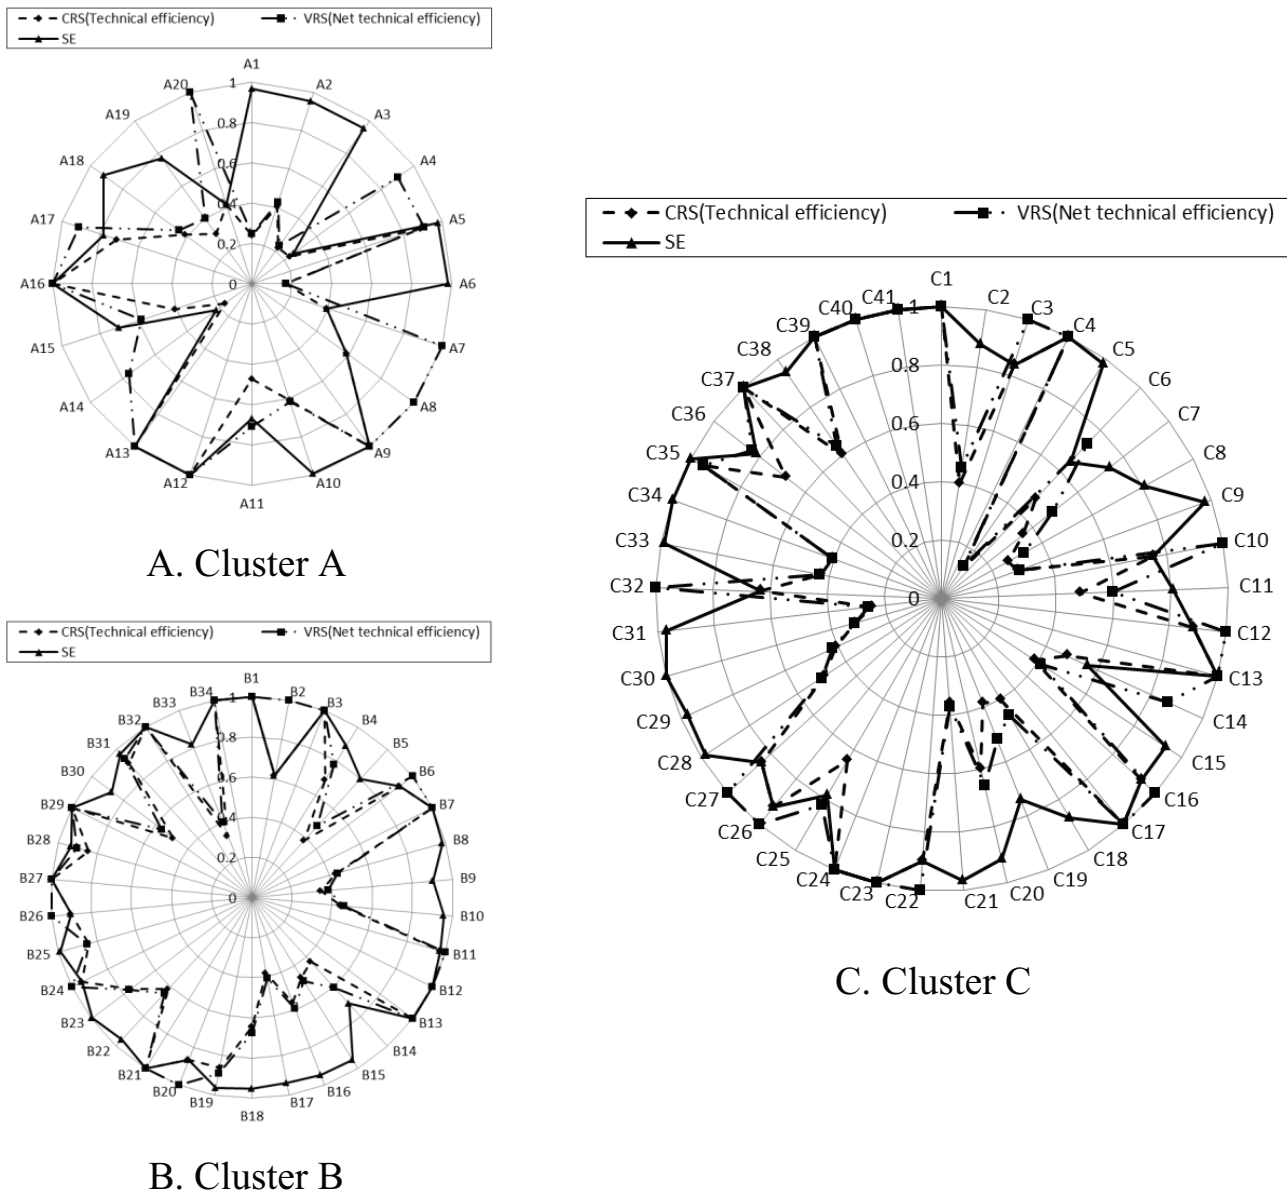 CRS(Technical efficiency) VRS(Net technical efficiency)
SE
A1
A2
A3
A4
A5
A6
A7
A8
A9
A10
A11
A12
A13
A14
A15
A16
A17
A18
A19
A20
1
0.8
0.6
0.4
0.2
0
A. Cluster A
CRS(Technical efficiency) VRS(Net technical efficiency)
SE
B1
B2
B3
B4
B5
B6
B7
B8
B9
B10
B11
B12
B13
B14
B15
B16
B17
B18
B19
B20
B21
B22
B23
B24
B25
B26
B27
B28
B29
B30
B31
B32
B33
B34
1
0.8
0.6
0.4
0.2
0
B. Cluster B
CRS(Technical efficiency) VRS(Net technical efficiency)
SE
C1
C2
C3
C4
C5
C6
C7
C8
C9
C10
C11
C12
C13
C14
C15
C16
C17
C18
C19
C20
C21
C22
C23
C24
C25
C26
C27
C28
C29
C30
C31
C32
C33
C34
C35
C36
C37
C38
C39
C40
C41
1
0.8
0.6
0.4
0.2
0
C. Cluster C